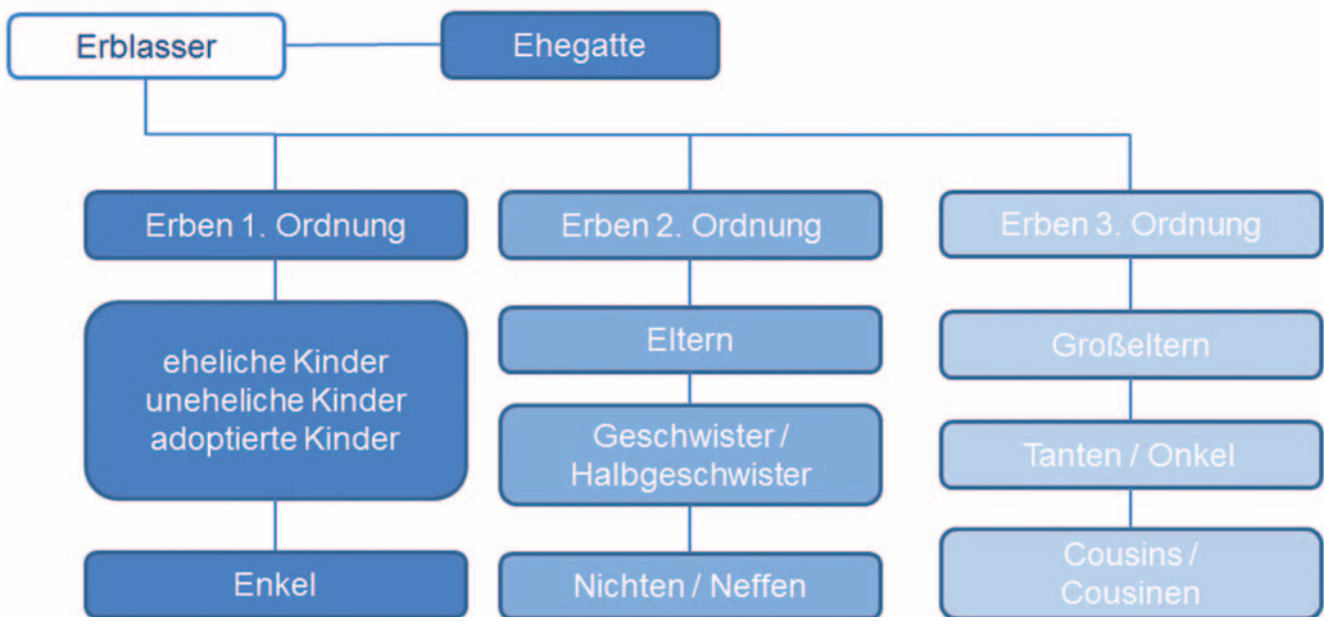 Erblasser
Ehegatte
Erben 1. Ordnung
Erben 2. Ordnung
Erben 3. Ordnung
eheliche Kinder
uneheliche Kinder
adoptierte Kinder
Eltern
Großeltern
Geschwister /
Halbgeschwister
Tanten / Onkel
Enkel
Nichten / Neffen
Cousins /
Cousinen